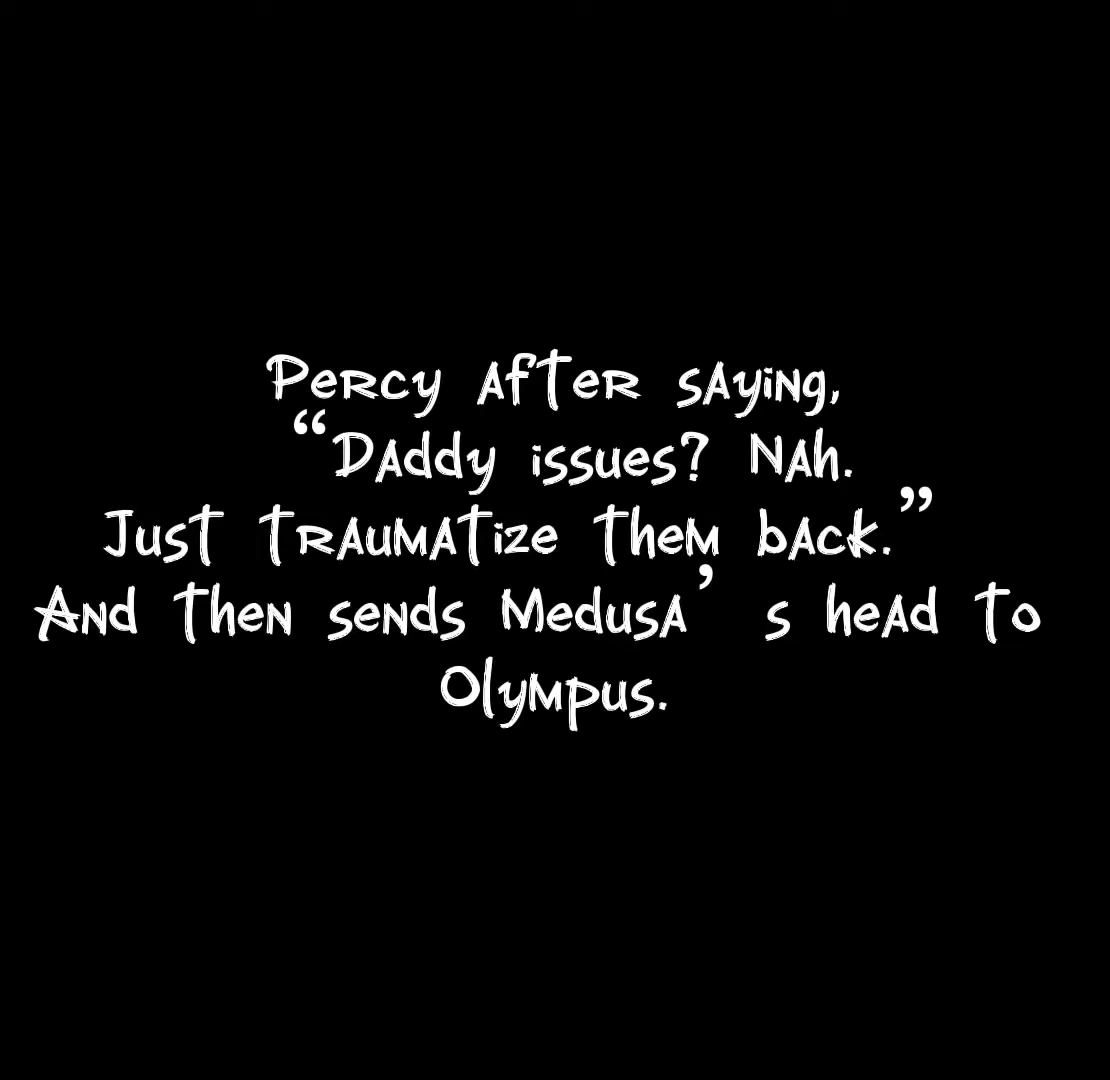 Percy after saying,
“Daddy issues? Nah.
Just traumatize them back.”
And then sends Medusa’ s head to
Olympus.